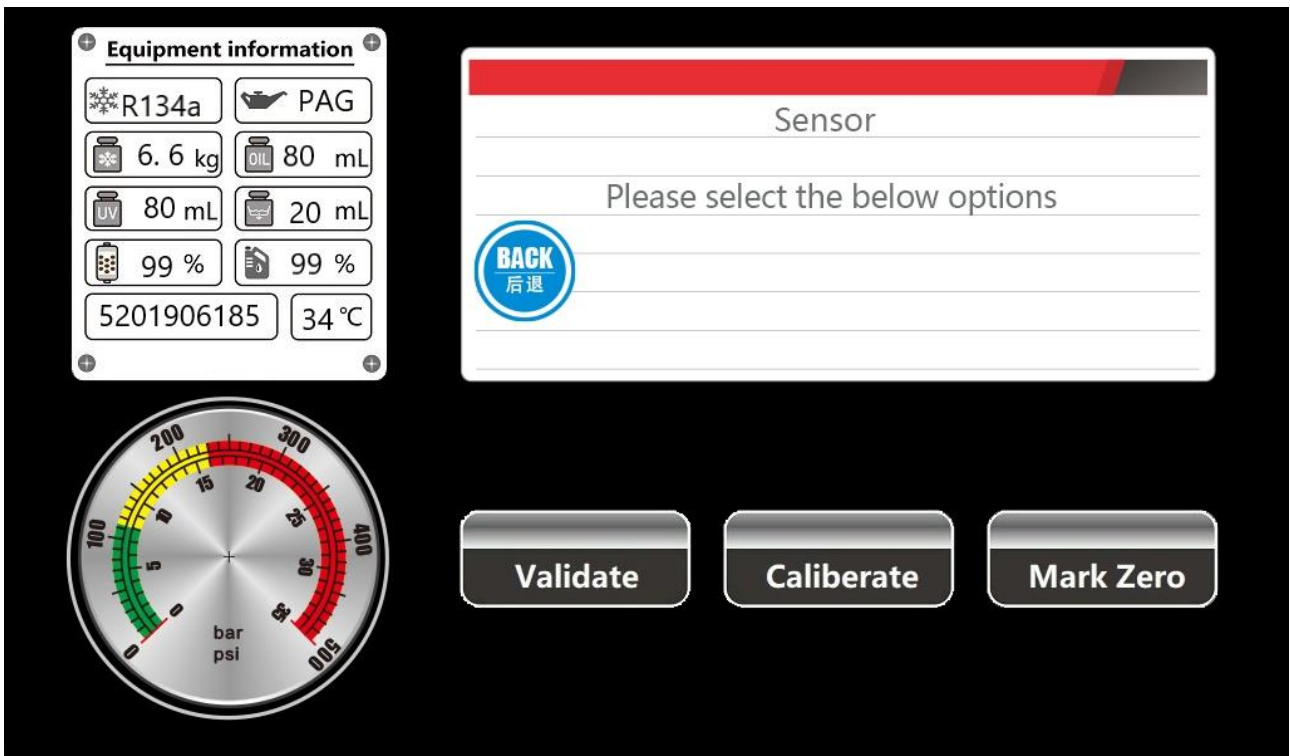 Equipment information
R134a
PAG
6. 6 kg
OIL 80 mL
UV 80 mL
20 mL
99 %
99 %
5201906185
34 ℃
Sensor
Please select the below options
BACK
后退
0
100
200
300
400
500
0
5
10
15
20
25
30
35
bar
psi
Validate
Caliberate
Mark Zero